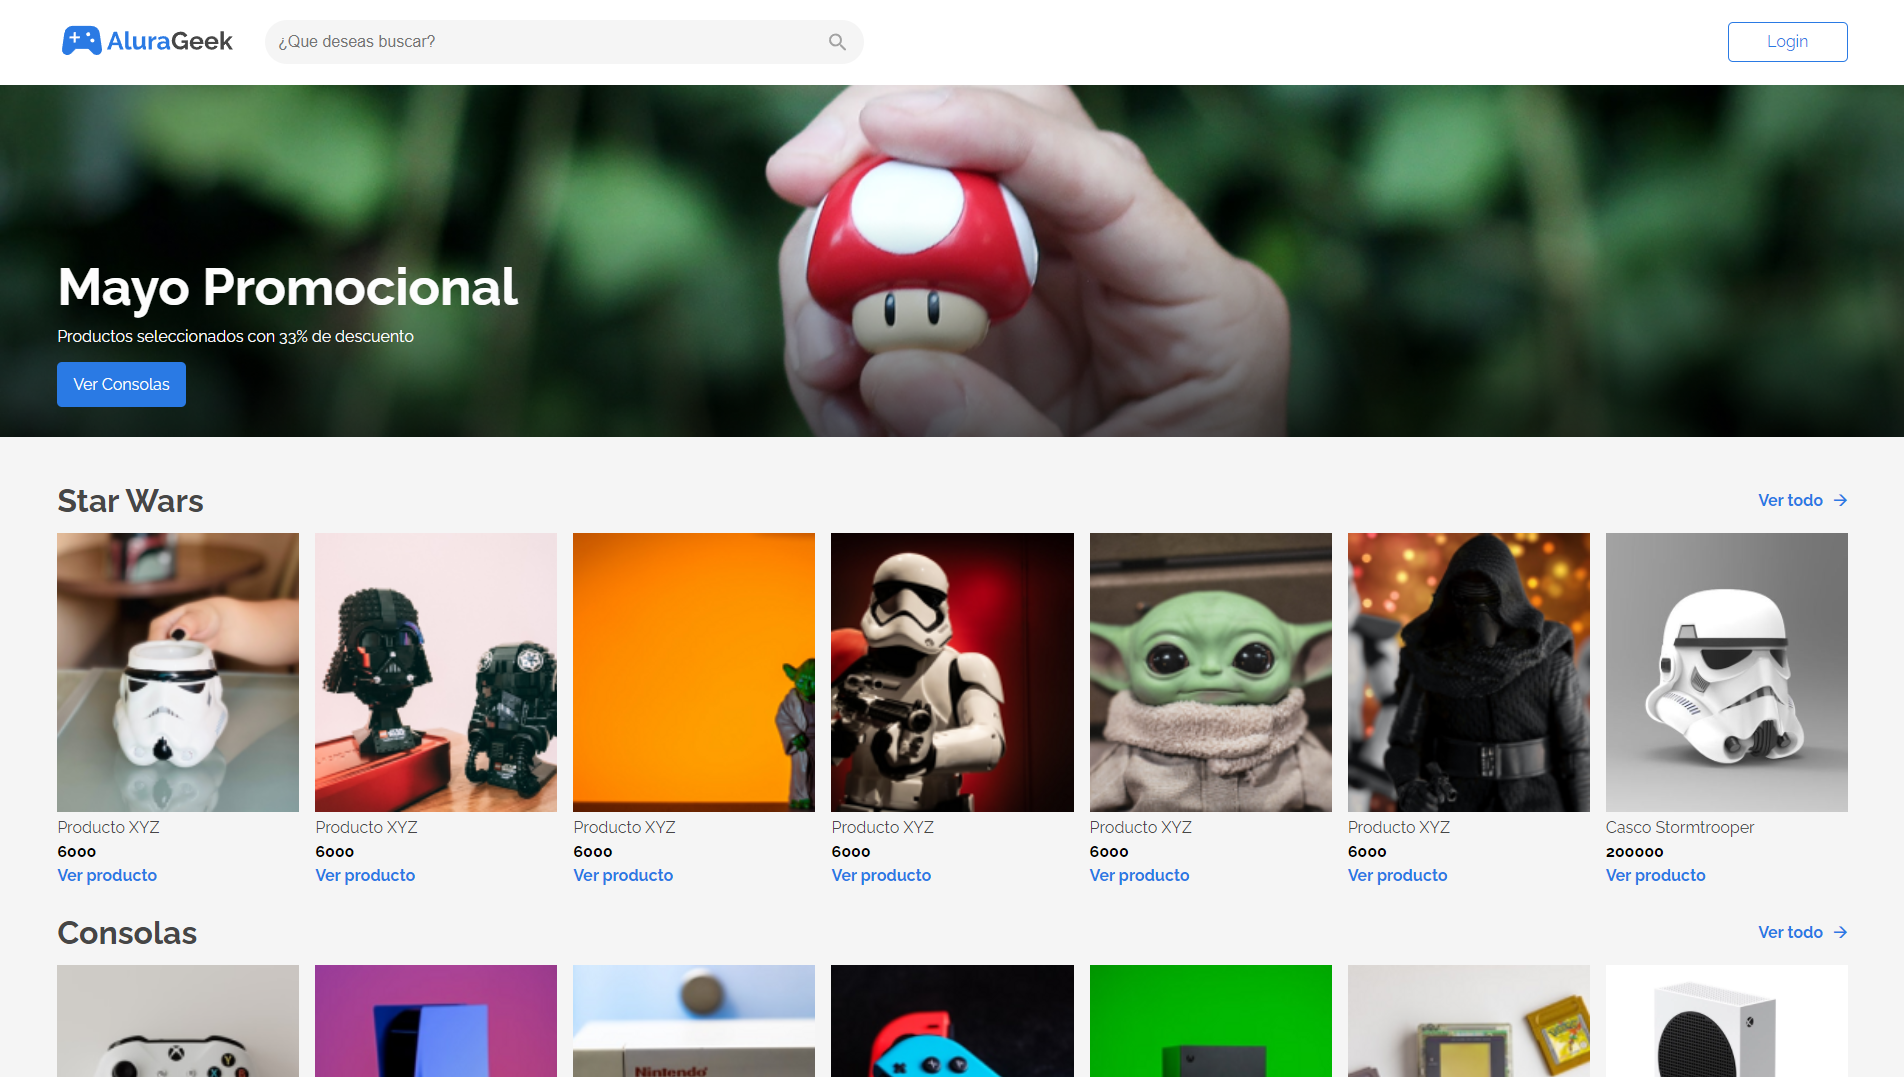 AluraGeek
¿Que deseas buscar?
Login
Mayo Promocional
Productos seleccionados con 33% de descuento
Ver Consolas
Star Wars
Ver todo
Producto XYZ
6000
Ver producto
Producto XYZ
6000
Ver producto
Producto XYZ
6000
Ver producto
Producto XYZ
6000
Ver producto
Producto XYZ
6000
Ver producto
Producto XYZ
6000
Ver producto
Casco Stormtrooper
200000
Ver producto
Consolas
Ver todo
Y
X
B
Nintendo